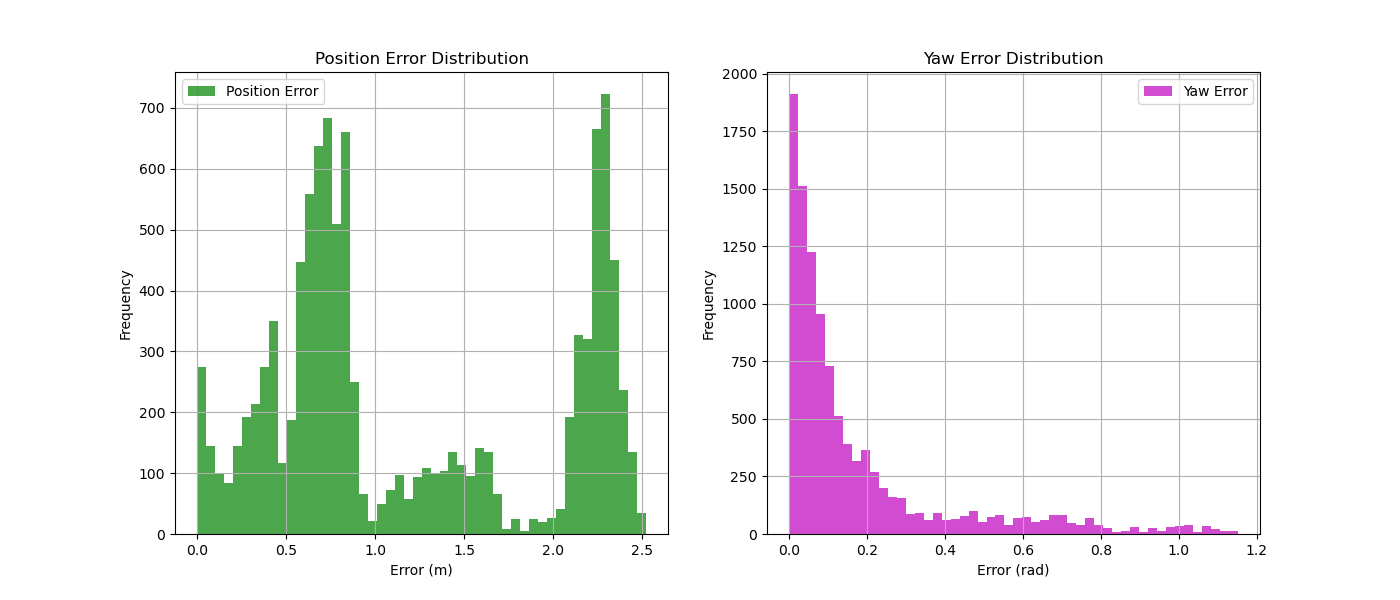 Position Error Distribution
Position Error
700
600
500
400
300
200
100
0
Frequency
0.0 0.5 1.0 1.5 2.0 2.5
Error (m)
Yaw Error Distribution
Yaw Error
2000
1750
1500
1250
1000
750
500
250
0
Frequency
0.0 0.2 0.4 0.6 0.8 1.0 1.2
Error (rad)